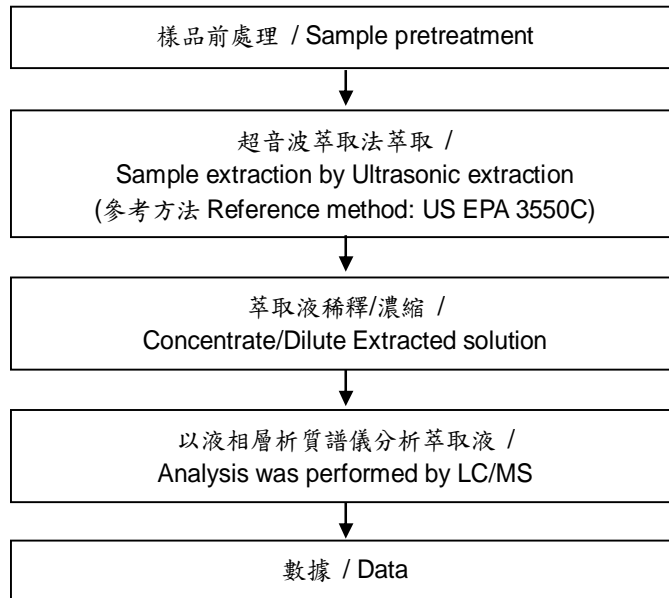 樣品前處理 / Sample pretreatment
超音波萃取法萃取 /
Sample extraction by Ultrasonic extraction
(參考方法 Reference method: US EPA 3550C)
萃取液稀釋/濃縮 /
Concentrate/Dilute Extracted solution
以液相層析質譜儀分析萃取液 /
Analysis was performed by LC/MS
數據 / Data